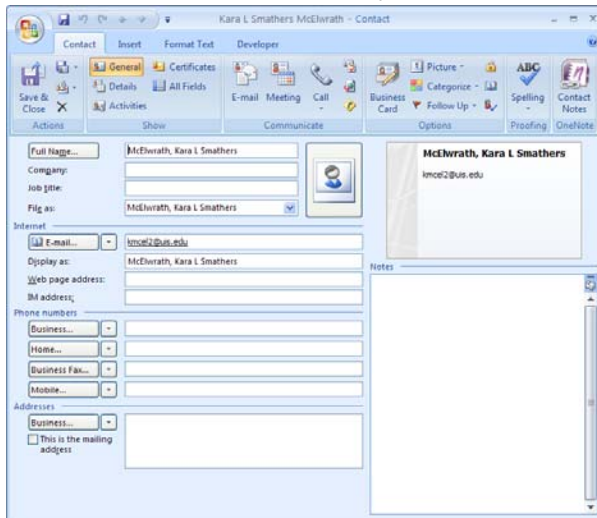 Kara L Smathers McElwrath - Contact
Contact Insert Format Text Developer
Save & Close
General
Details
Activities
Certificates
All Fields
E-mail Meeting Call
Business Card
Picture
Categorize
Follow Up
ABC
Spelling
Contact Notes
Actions Show Communicate Options Proofing OneNote
Full Name... McElwrath, Kara L Smathers
Company:
Job title:
File as: McElwrath, Kara L Smathers
McElwrath, Kara L Smathers
kmcel2@uis.edu
Internet
E-mail... kmcel2@uis.edu
Display as: McElwrath, Kara L Smathers
Web page address:
IM address:
Notes
Phone numbers
Business...
Home...
Business Fax...
Mobile...
Addresses
Business...
This is the mailing
address